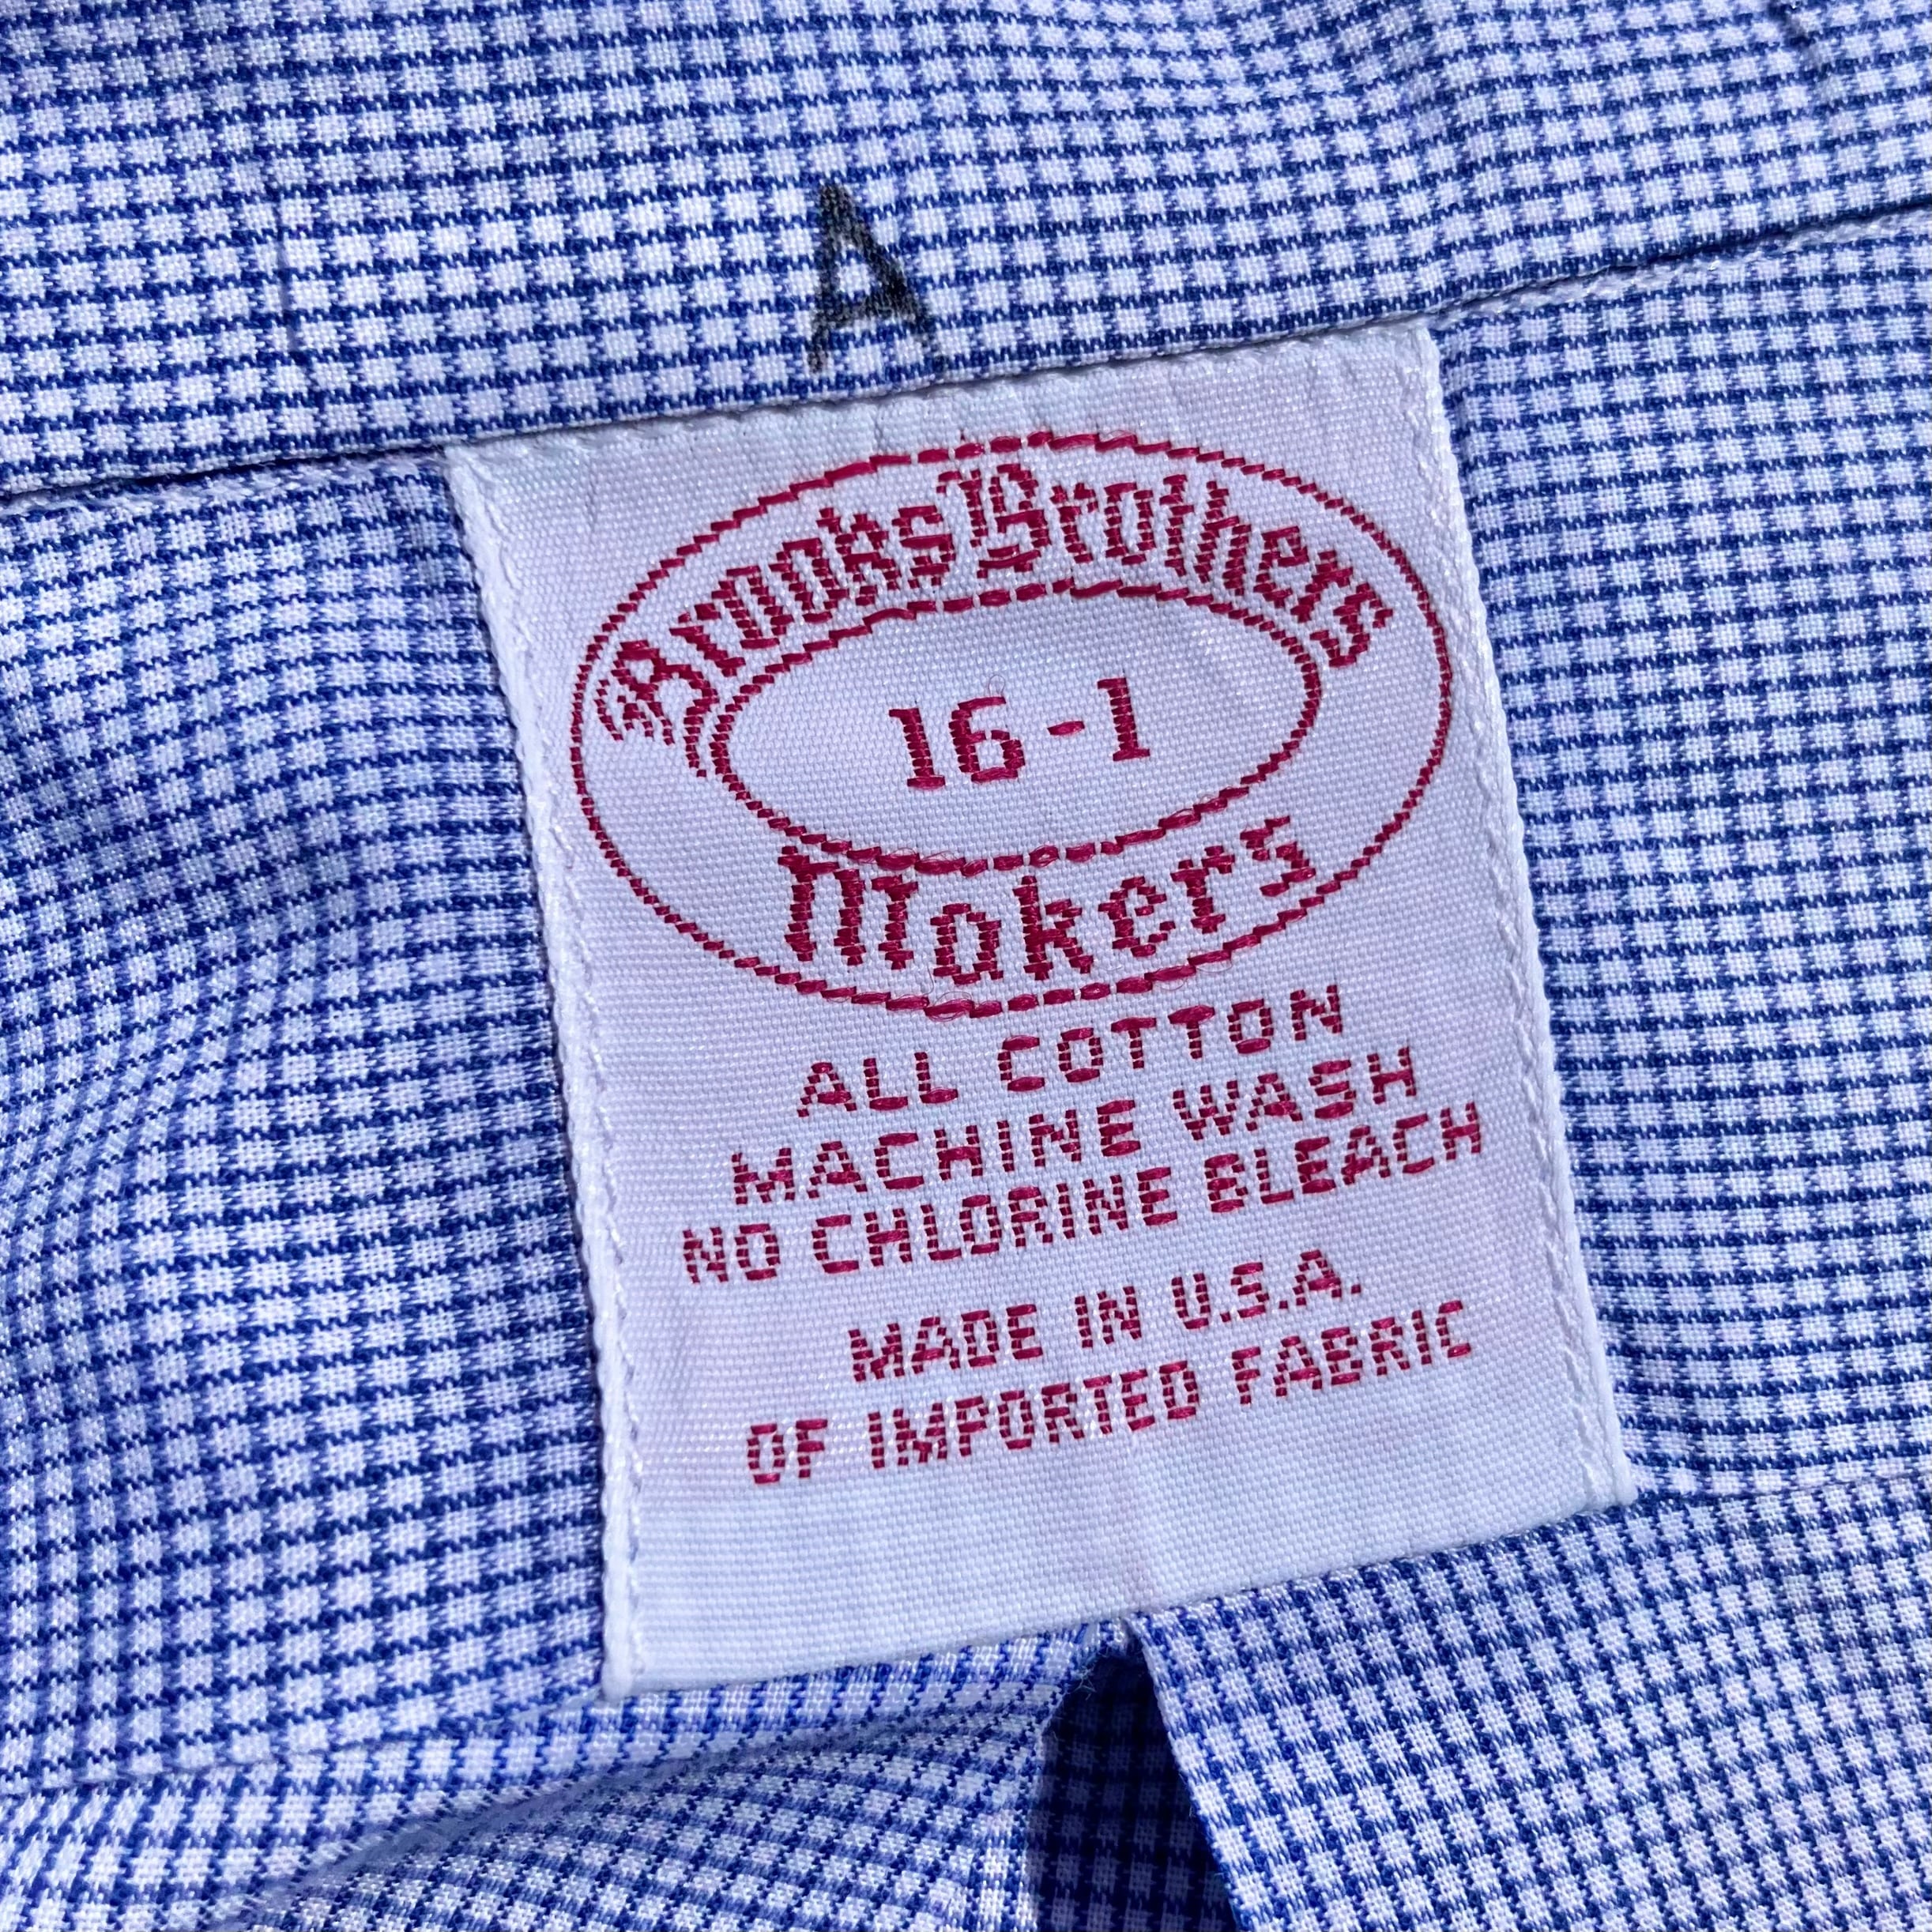 A
Brooks Brothers
16-1
Makers
ALL COTTON
MACHINE WASH
NO CHLORINE BLEACH
MADE IN U.S.A.
OF IMPORTED FABRIC